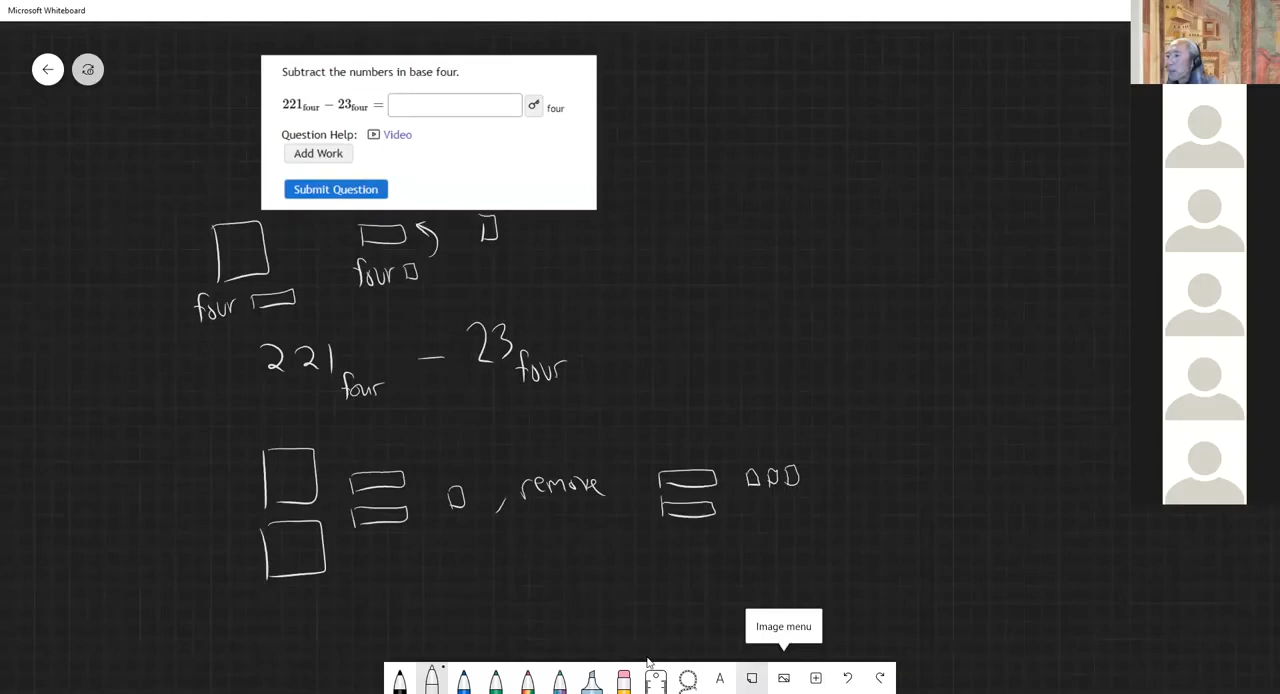 Microsoft Whiteboard
Subtract the numbers in base four.
221four − 23four = four
Question Help: Video
Add Work
Submit Question
four
four
221four − 23four
, remove
Image menu
A